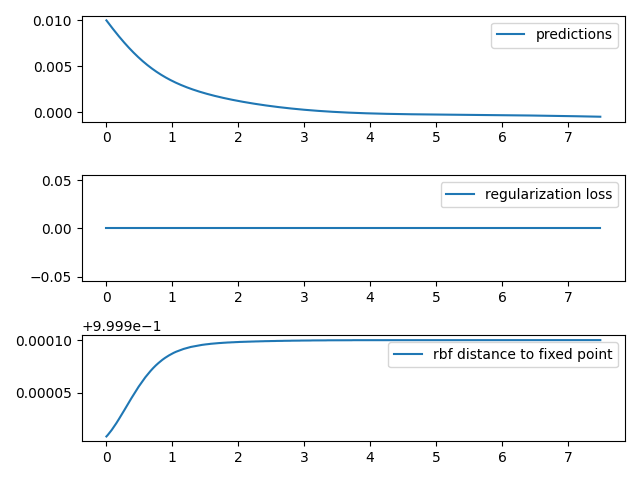 0.010
predictions
0.005
0.000
0 1 2 3 4 5 6 7
0.05
regularization loss
0.00
−0.05
0 1 2 3 4 5 6 7
+9.999e−1
0.00010
rbf distance to fixed point
0.00005
0 1 2 3 4 5 6 7